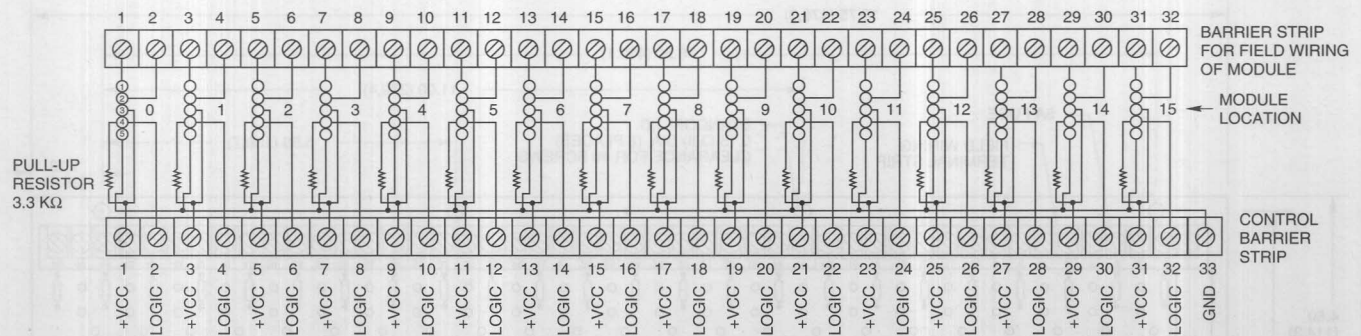 1 2 3 4 5 6 7 8 9 10 11 12 13 14 15 16 17 18 19 20 21 22 23 24 25 26 27 28 29 30 31 32
BARRIER STRIP
FOR FIELD WIRING
OF MODULE
1
2
3
4
5
0 1 2 3 4 5 6 7 8 9 10 11 12 13 14 15
MODULE
LOCATION
PULL-UP
RESISTOR
3.3 KΩ
CONTROL
BARRIER
STRIP
1 2 3 4 5 6 7 8 9 10 11 12 13 14 15 16 17 18 19 20 21 22 23 24 25 26 27 28 29 30 31 32 33
+VCC LOGIC +VCC LOGIC +VCC LOGIC +VCC LOGIC +VCC LOGIC +VCC LOGIC +VCC LOGIC +VCC LOGIC +VCC LOGIC +VCC LOGIC +VCC LOGIC +VCC LOGIC +VCC LOGIC +VCC LOGIC +VCC LOGIC +VCC LOGIC GND